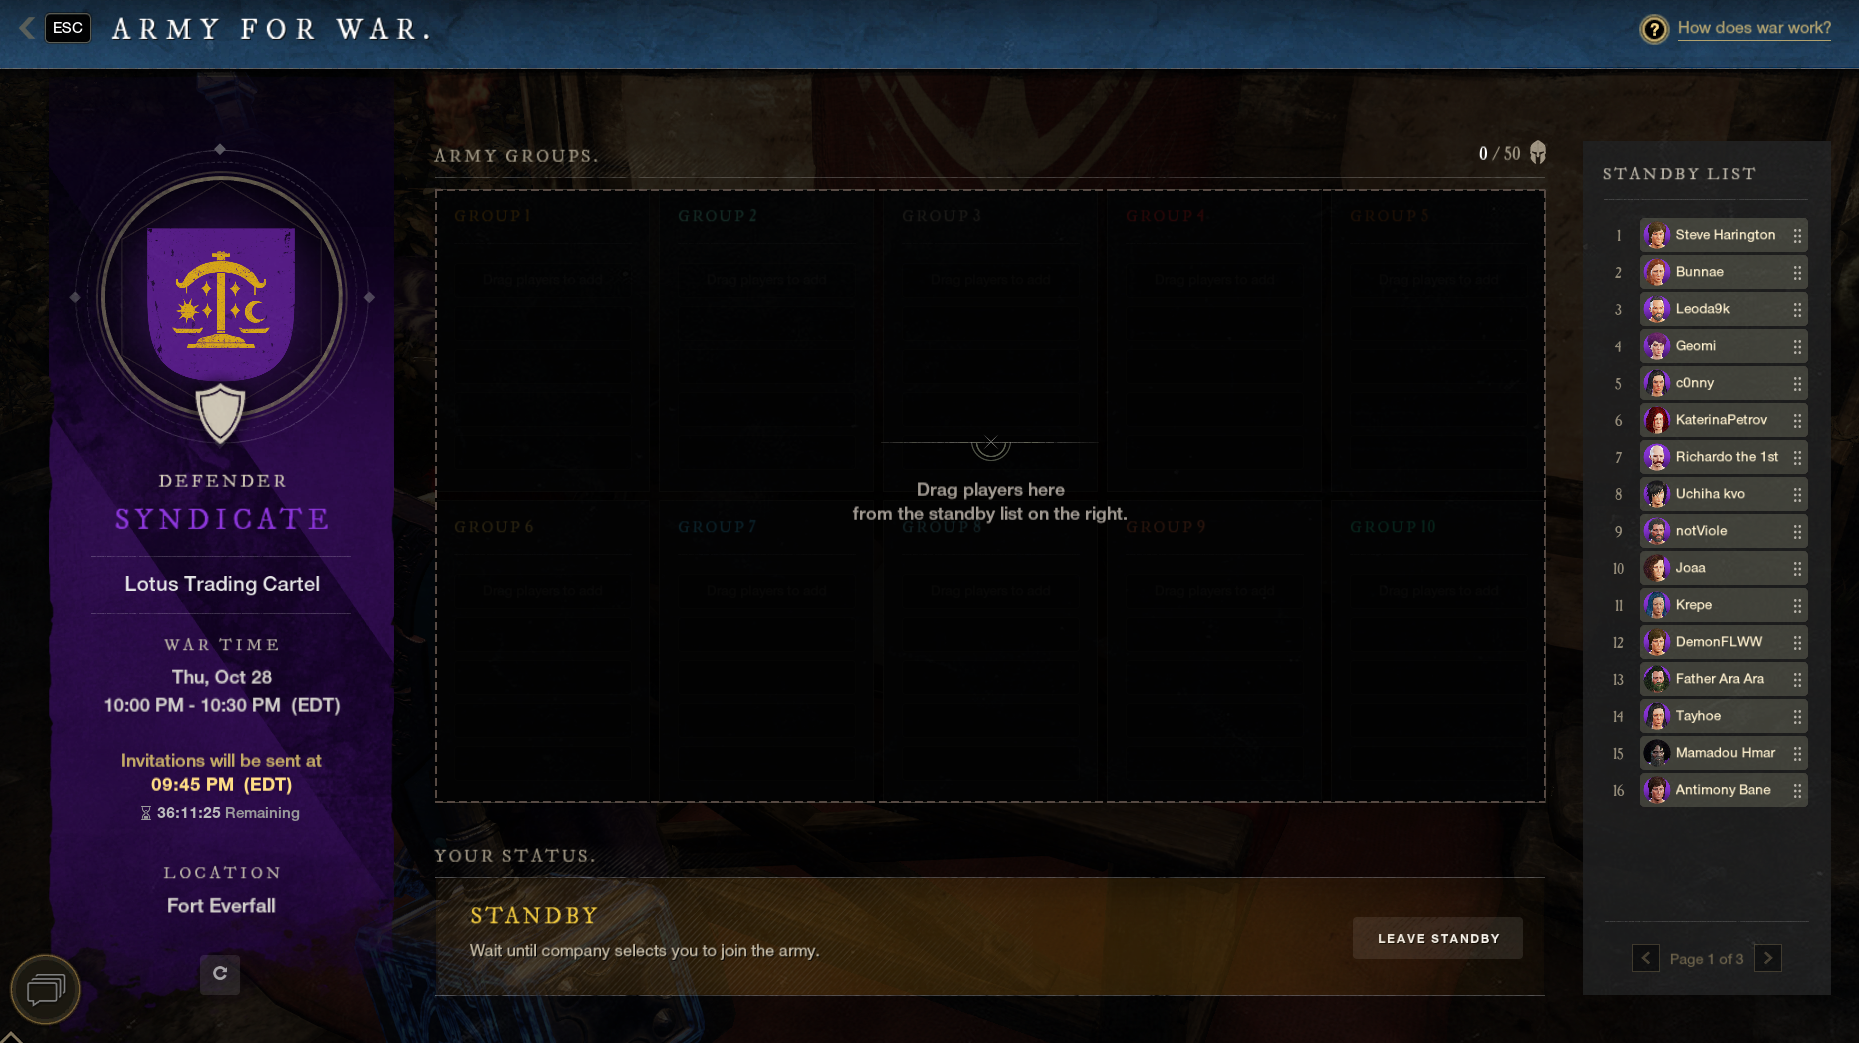 ESC
ARMY FOR WAR.
? How does war work?
DEFENDER
SYNDICATE
Lotus Trading Cartel
WAR TIME
Thu, Oct 28
10:00 PM - 10:30 PM (EDT)
Invitations will be sent at
09:45 PM (EDT)
36:11:25 Remaining
LOCATION
Fort Everfall
ARMY GROUPS.
0 / 50
GROUP 1
GROUP 2
GROUP 3
GROUP 4
GROUP 5
Drag players to add
Drag players to add
Drag players to add
Drag players to add
Drag players to add
Drag players here
from the standby list on the right.
GROUP 6
GROUP 7
GROUP 8
GROUP 9
GROUP 10
Drag players to add
Drag players to add
Drag players to add
Drag players to add
Drag players to add
YOUR STATUS.
STANDBY
Wait until company selects you to join the army.
LEAVE STANDBY
STANDBY LIST
1 Steve Harington
2 Bunnae
3 Leoda9k
4 Geomi
5 c0nny
6 KaterinaPetrov
7 Richardo the 1st
8 Uchiha kvo
9 notViole
10 Joaa
11 Krepe
12 DemonFLWW
13 Father Ara Ara
14 Tayhoe
15 Mamadou Hmar
16 Antimony Bane
Page 1 of 3